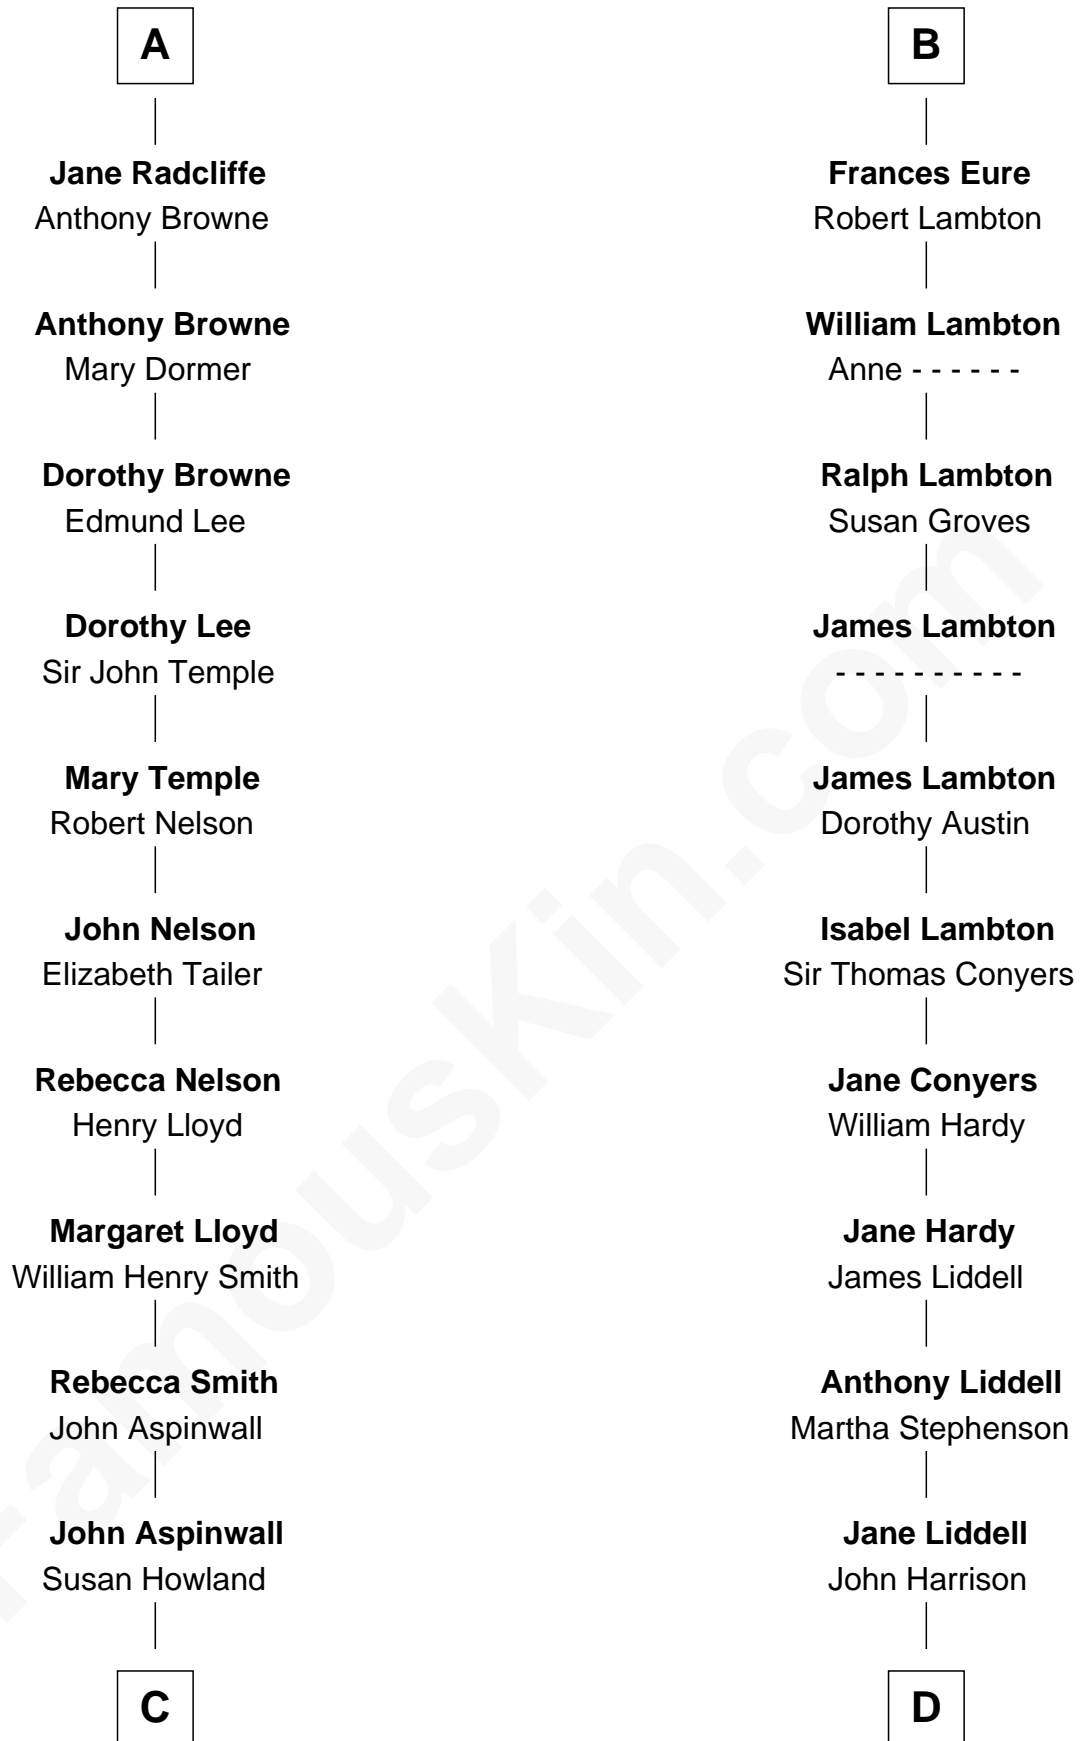 A
Jane Radcliffe
Anthony Browne
Anthony Browne
Mary Dormer
Dorothy Browne
Edmund Lee
Dorothy Lee
Sir John Temple
Mary Temple
Robert Nelson
John Nelson
Elizabeth Tailer
Rebecca Nelson
Henry Lloyd
Margaret Lloyd
William Henry Smith
Rebecca Smith
John Aspinwall
John Aspinwall
Susan Howland
C
B
Frances Eure
Robert Lambton
William Lambton
Anne - - - - - -
Ralph Lambton
Susan Groves
James Lambton
- - - - - - - - - -
James Lambton
Dorothy Austin
Isabel Lambton
Sir Thomas Conyers
Jane Conyers
William Hardy
Jane Hardy
James Liddell
Anthony Liddell
Martha Stephenson
Jane Liddell
John Harrison
D
FamousKin.com